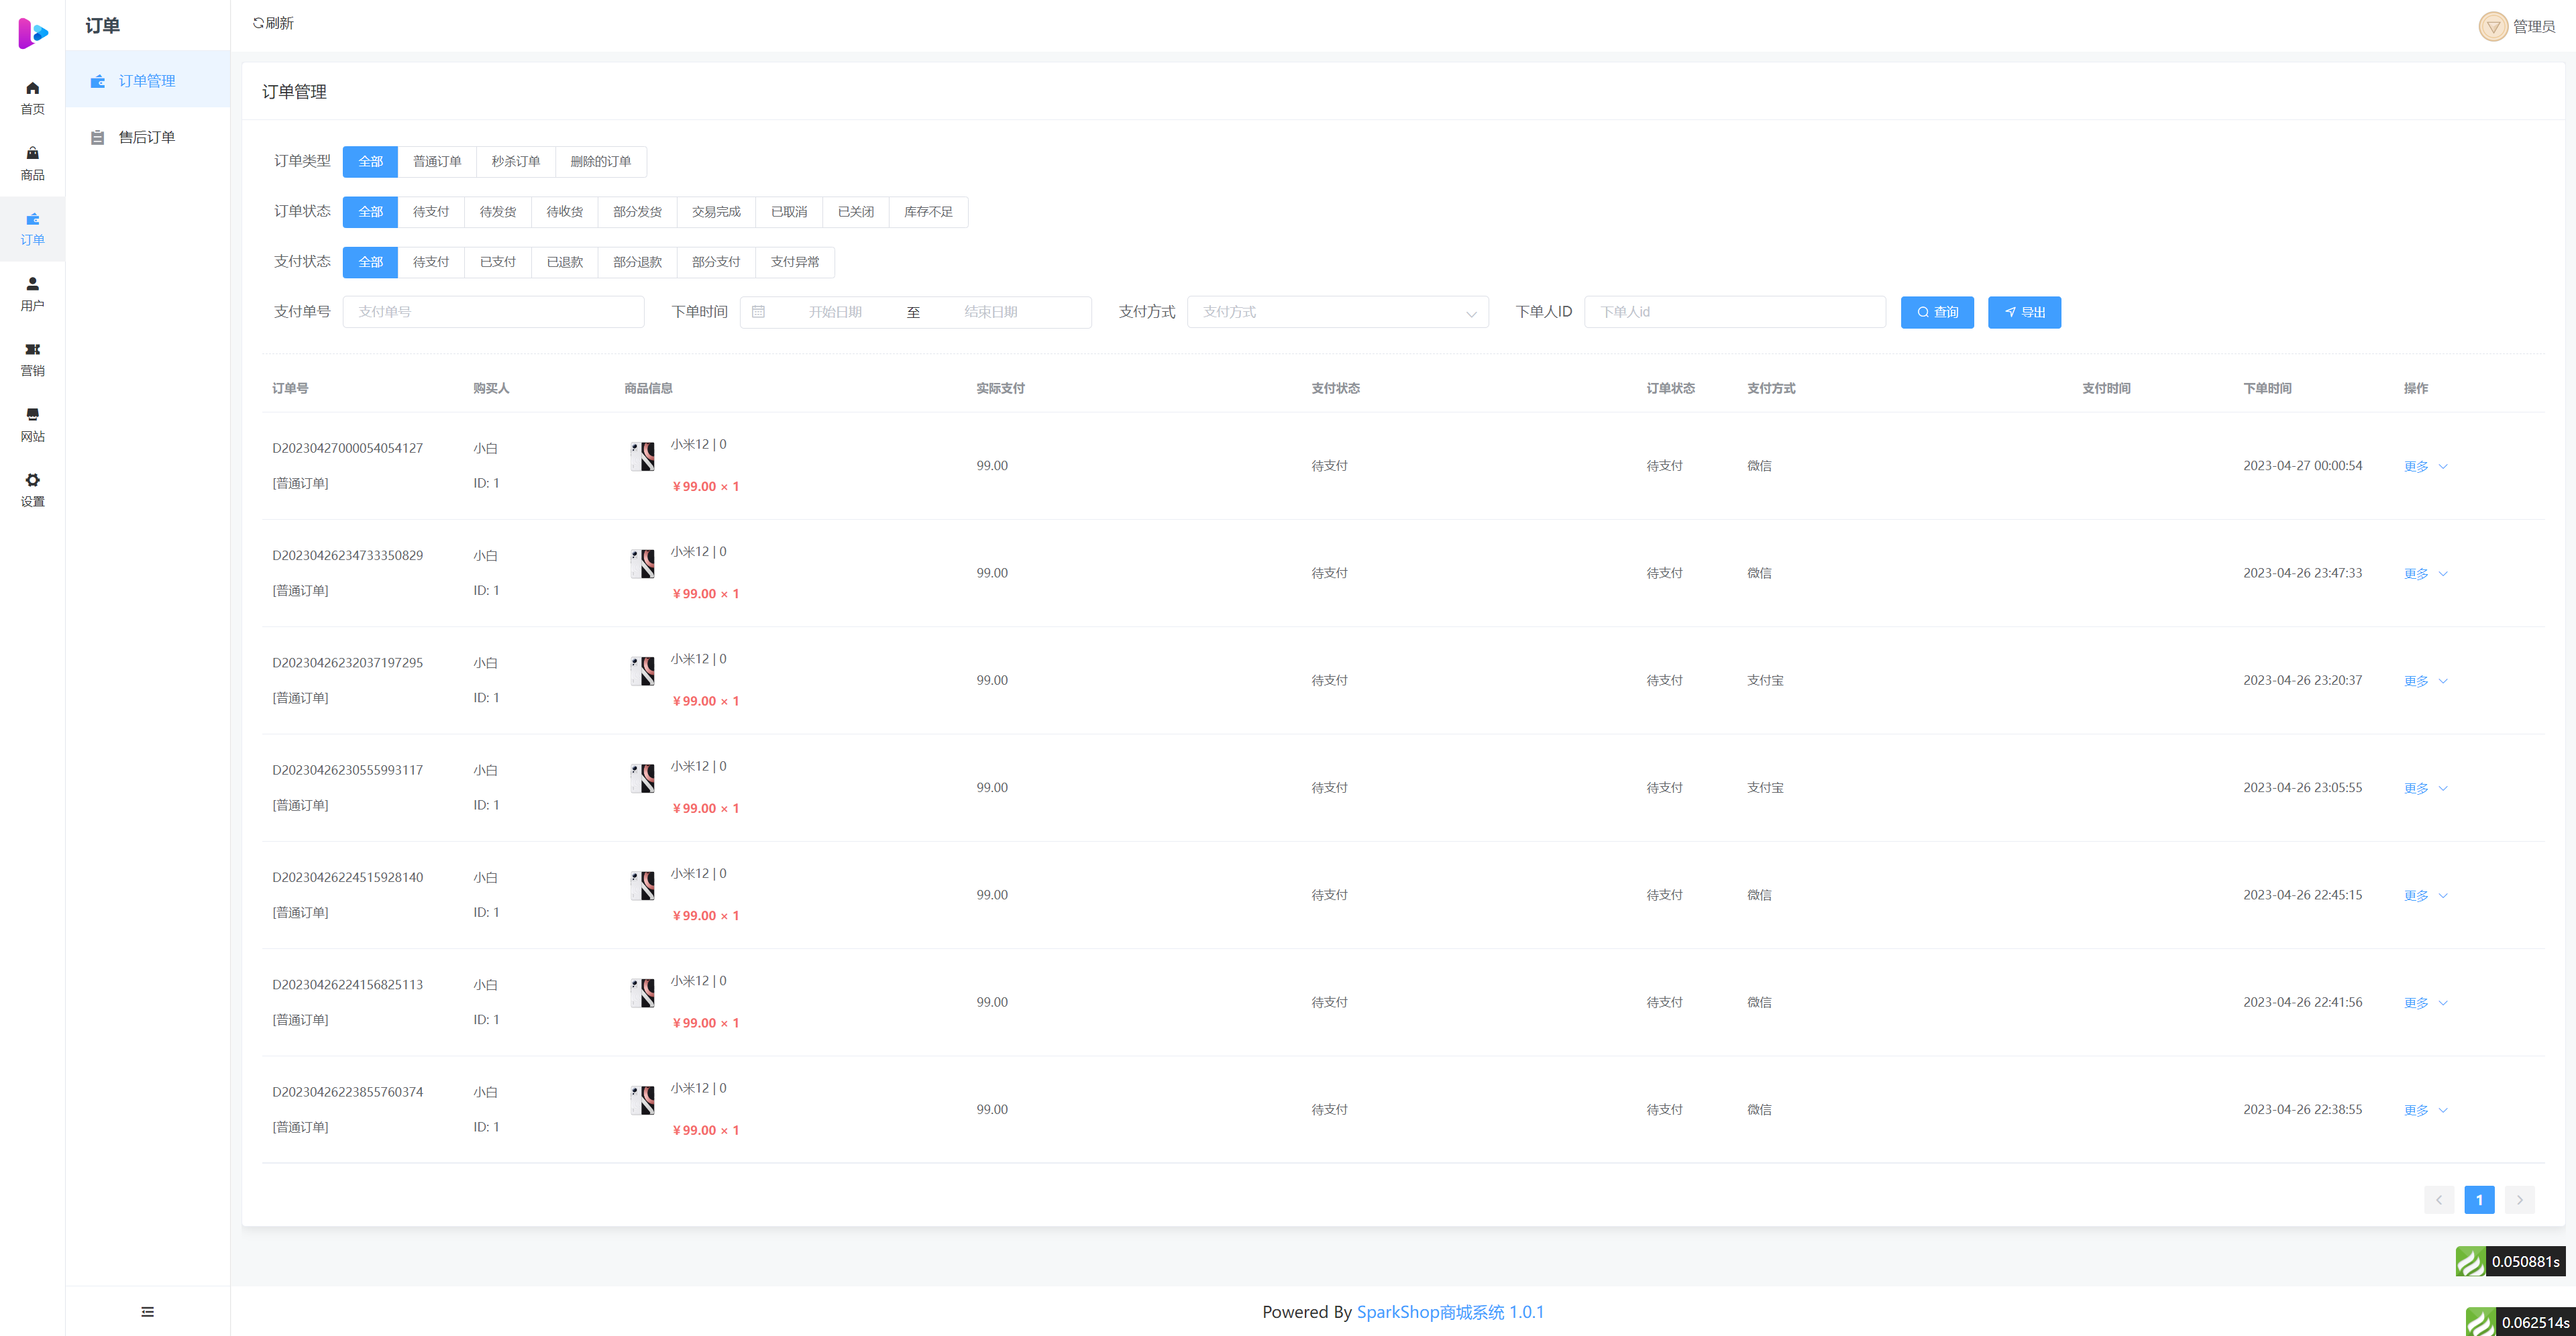 订单
刷新
管理员
首页
商品
订单
用户
营销
网站
设置
订单管理
售后订单
订单管理
订单类型 全部 普通订单 秒杀订单 删除的订单
订单状态 全部 待支付 待发货 待收货 部分发货 交易完成 已取消 已关闭 库存不足
支付状态 全部 待支付 已支付 已退款 部分退款 部分支付 支付异常
支付单号 支付单号 下单时间 开始日期 至 结束日期 支付方式 支付方式 下单人ID 下单人id 查询 导出
订单号 购买人 商品信息 实际支付 支付状态 订单状态 支付方式 支付时间 下单时间 操作
D20230427000054054127 小白 小米12 | 0 99.00 待支付 待支付 微信 2023-04-27 00:00:54 更多
[普通订单] ID: 1 ¥99.00 × 1
D20230426234733350829 小白 小米12 | 0 99.00 待支付 待支付 微信 2023-04-26 23:47:33 更多
[普通订单] ID: 1 ¥99.00 × 1
D20230426232037197295 小白 小米12 | 0 99.00 待支付 待支付 支付宝 2023-04-26 23:20:37 更多
[普通订单] ID: 1 ¥99.00 × 1
D20230426230555993117 小白 小米12 | 0 99.00 待支付 待支付 支付宝 2023-04-26 23:05:55 更多
[普通订单] ID: 1 ¥99.00 × 1
D20230426224515928140 小白 小米12 | 0 99.00 待支付 待支付 微信 2023-04-26 22:45:15 更多
[普通订单] ID: 1 ¥99.00 × 1
D20230426224156825113 小白 小米12 | 0 99.00 待支付 待支付 微信 2023-04-26 22:41:56 更多
[普通订单] ID: 1 ¥99.00 × 1
D20230426223855760374 小白 小米12 | 0 99.00 待支付 待支付 微信 2023-04-26 22:38:55 更多
[普通订单] ID: 1 ¥99.00 × 1
1
0.050881s
Powered By SparkShop商城系统 1.0.1
0.062514s